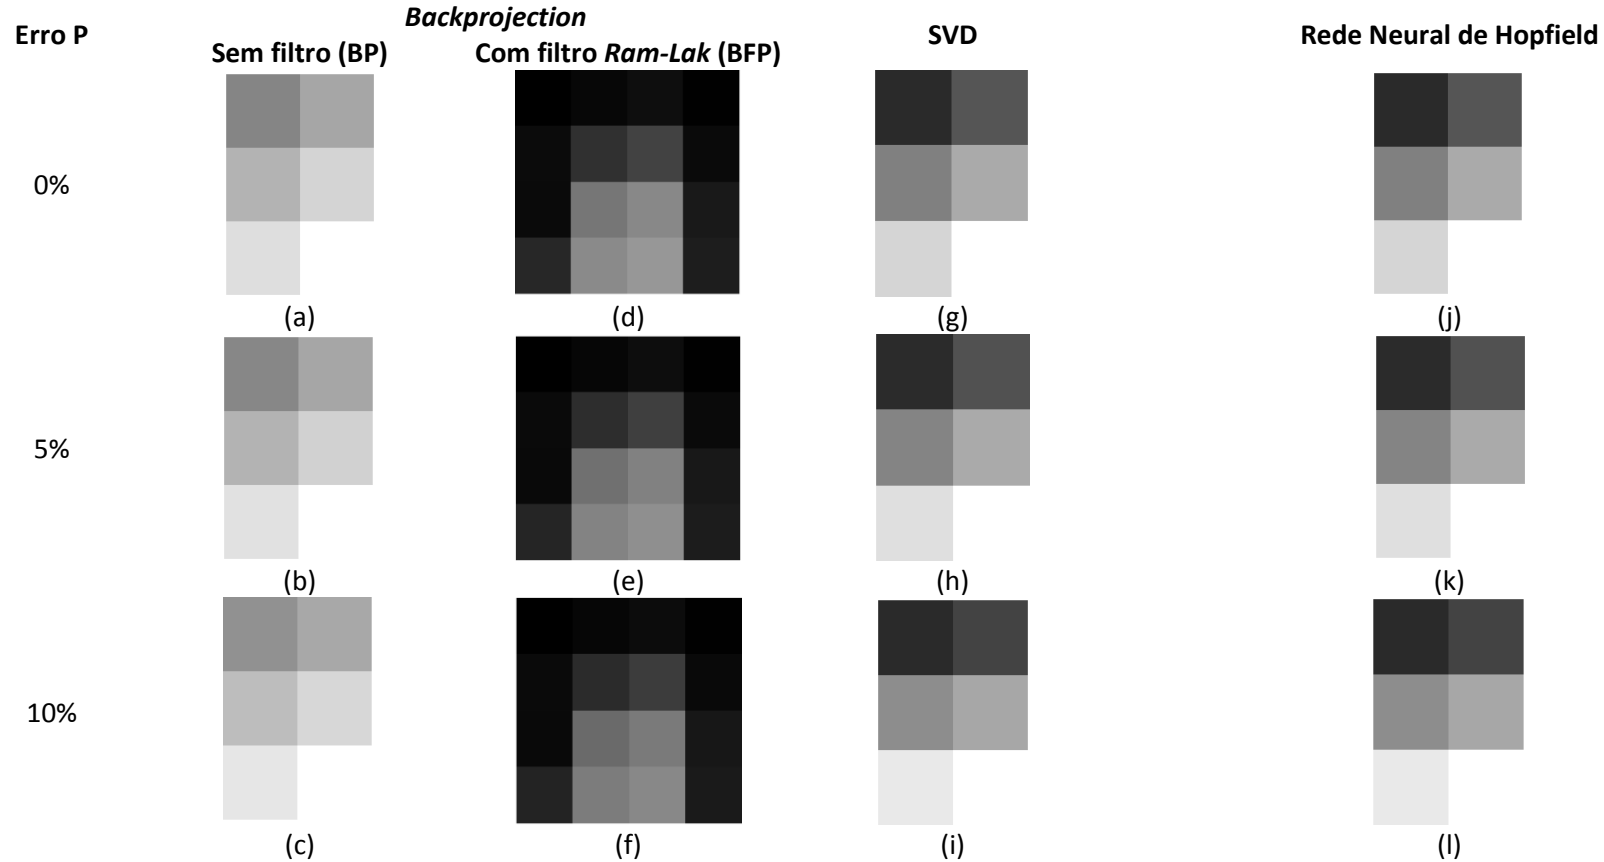 Backprojection
Erro P
Sem filtro (BP)
Com filtro Ram-Lak (BFP)
SVD
Rede Neural de Hopfield
0%
(a)
(d)
(g)
(j)
5%
(b)
(e)
(h)
(k)
10%
(c)
(f)
(i)
(l)